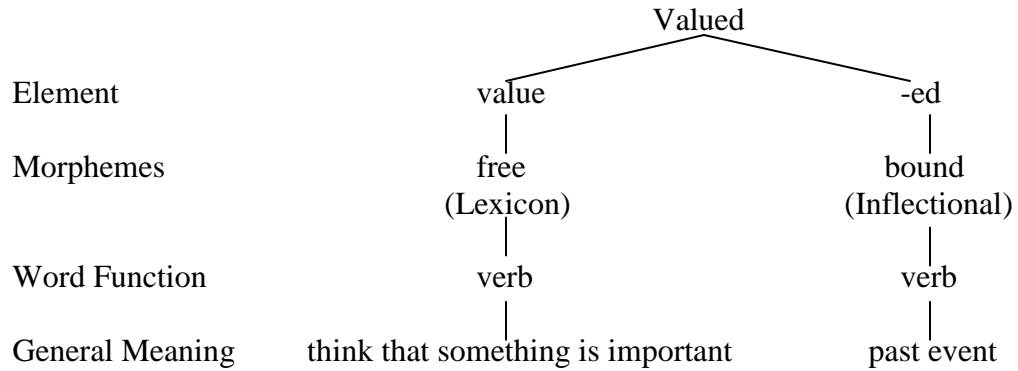 Valued
Element value -ed
Morphemes free bound
(Lexicon) (Inflectional)
Word Function verb verb
General Meaning think that something is important past event